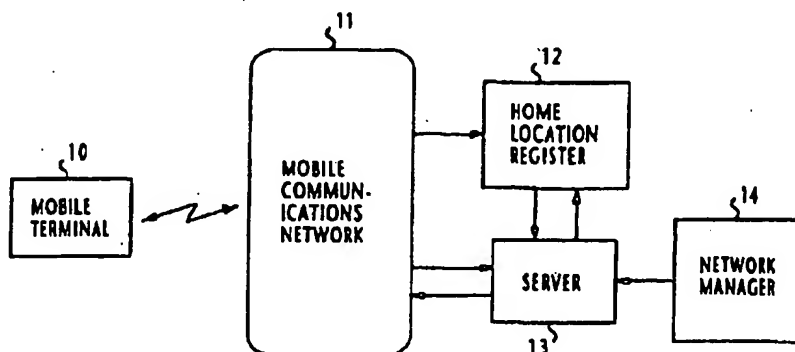 11
12
HOME
LOCATION
REGISTER
10
MOBILE
TERMINAL
MOBILE
COMMUN-
ICATIONS
NETWORK
14
SERVER
NETWORK
MANAGER
13